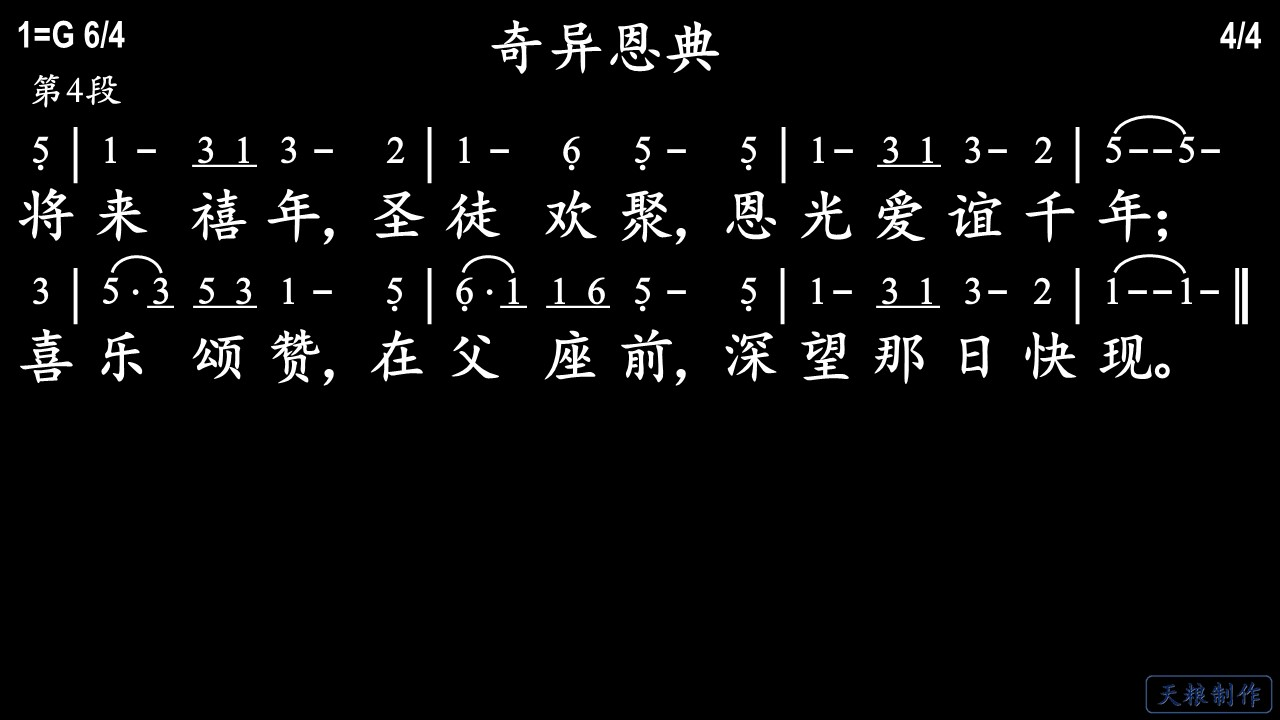 1=G 6/4 奇异恩典 4/4
第4段
5 | 1 - 3 1 3 - 2 | 1 - 6 5 - 5 | 1 - 3 1 3 - 2 | 5 - - 5 -
将来禧年，圣徒欢聚，恩光爱谊千年；
3 | 5 · 3 5 3 1 - 5 | 6 · 1 1 6 5 - 5 | 1 - 3 1 3 - 2 | 1 - - 1 - ‖
喜乐颂赞，在父座前，深望那日快现。
天粮制作